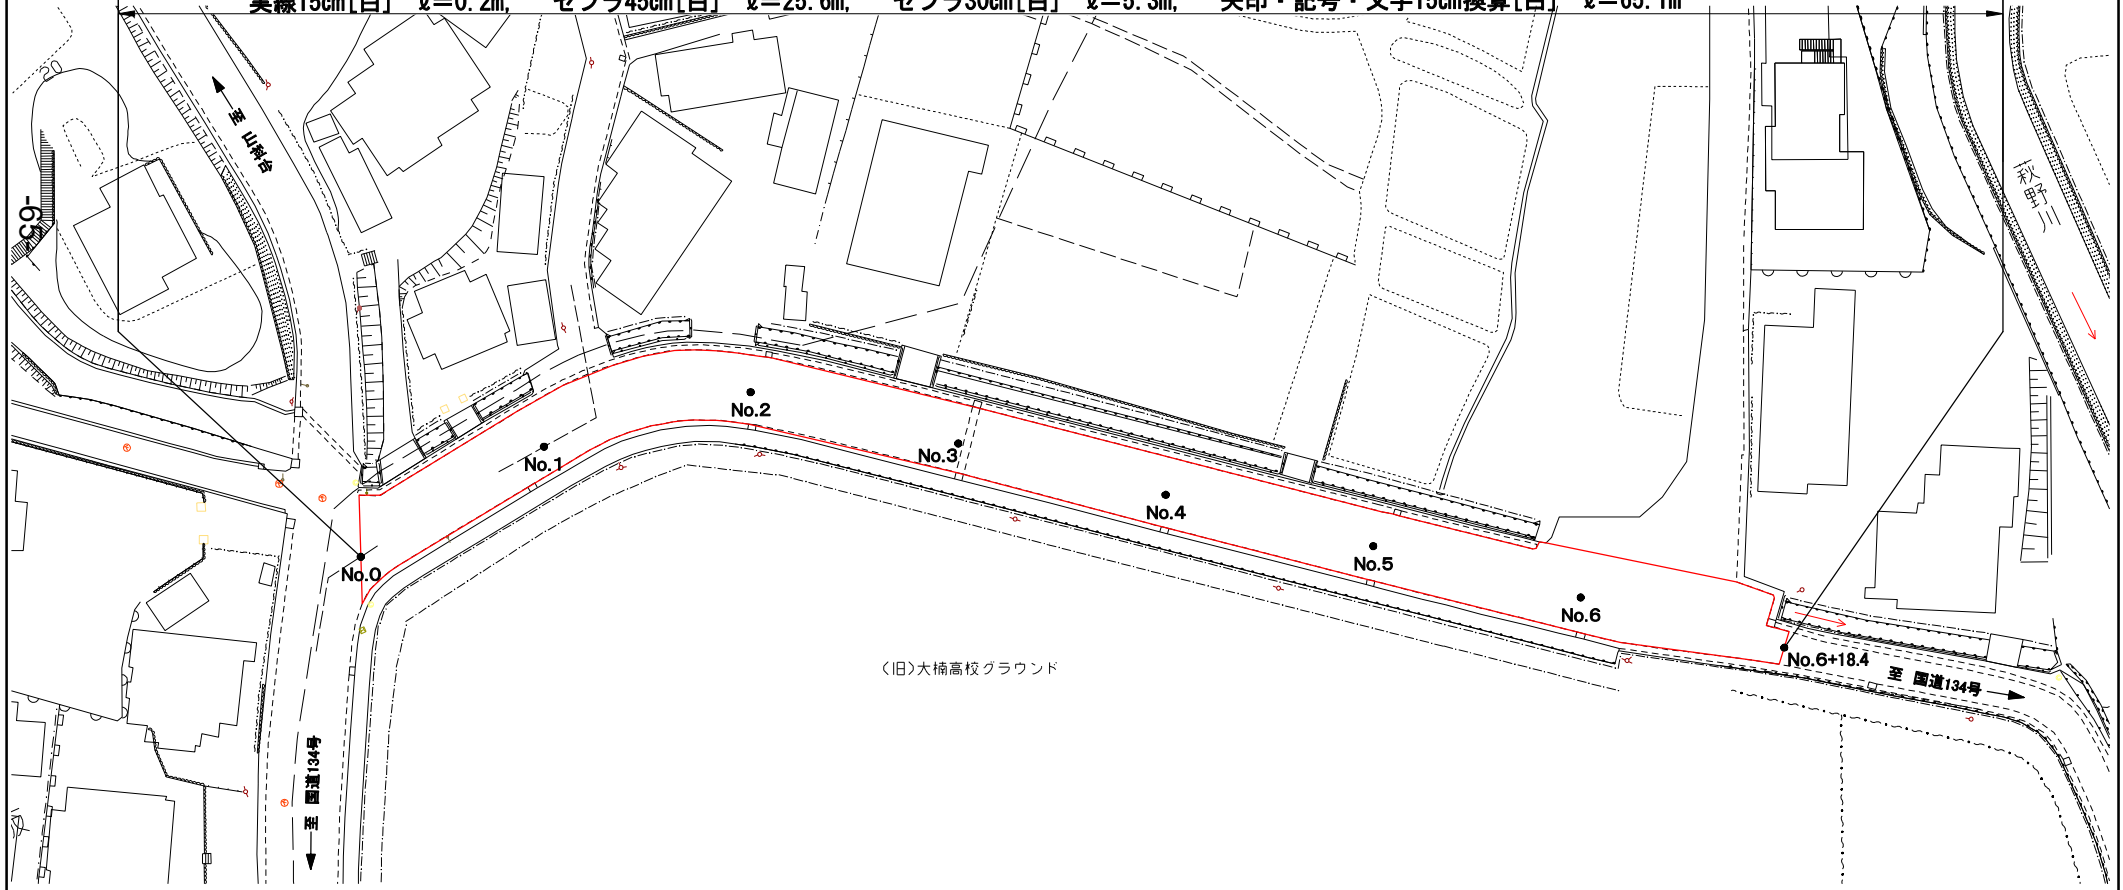 実線15cm[白] ℓ=0.2m, ゼブラ45cm[白] ℓ=25.6m, ゼブラ30cm[白] ℓ=5.3m, 矢印・記号・文字15cm換算[白] ℓ=65.1m
20
至 山科台
-G5-
萩野川
No.2
No.1
No.3
No.4
No.5
No.0
No.6
No.6+18.4
(旧)大楠高校グラウンド
至 国道134号
至 国道134号